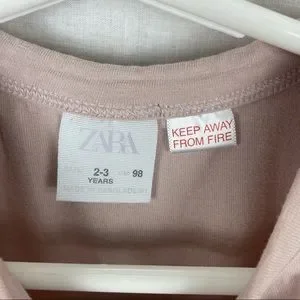 ZARA
2-3
YEARS
98
KEEP AWAY
FROM FIRE